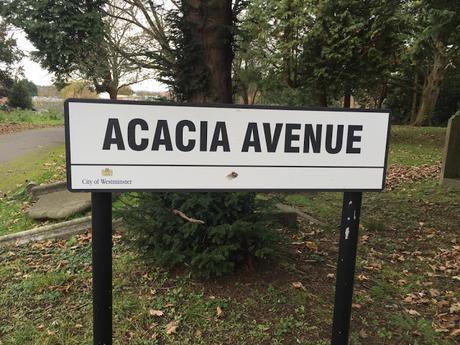 ACACIA AVENUE
City of Westminster